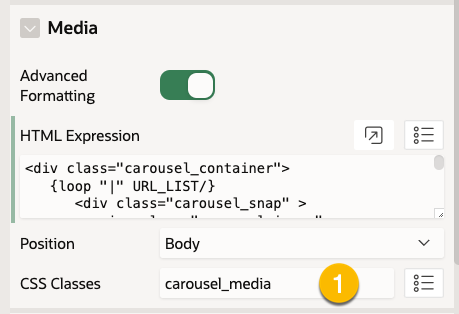 Media
Advanced
Formatting
HTML Expression
<div class="carousel_container">
{loop "|" URL_LIST/}
<div class="carousel_snap" >
Position
Body
CSS Classes
carousel_media
1